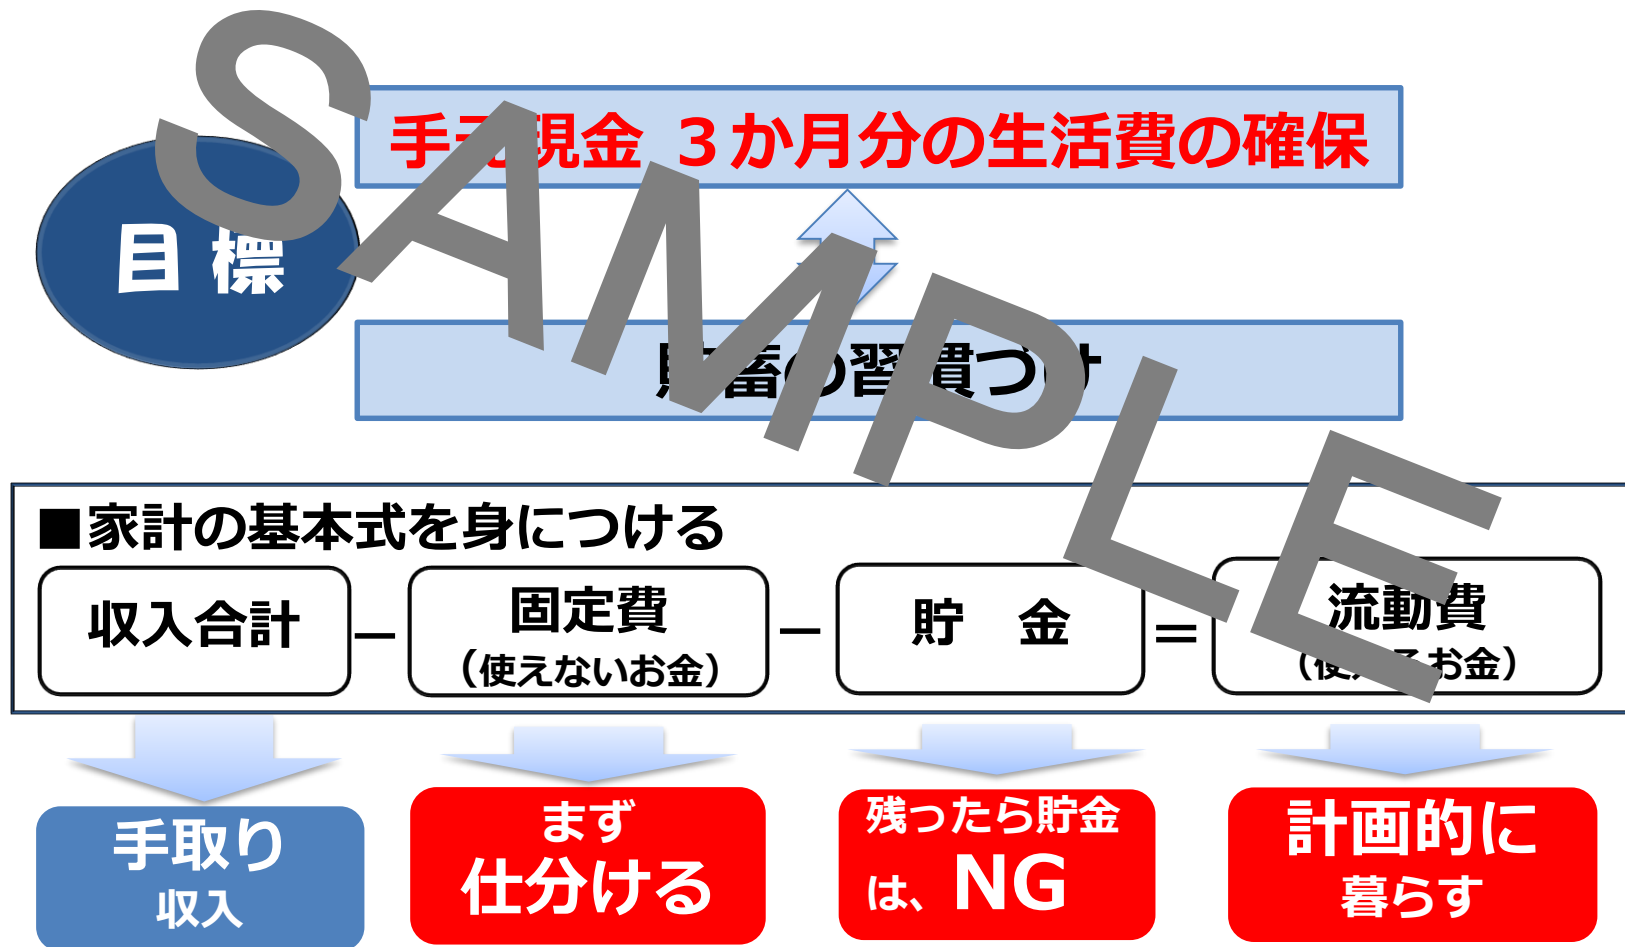 SAMPLE
手元現金 ３か月分の生活費の確保
目 標
貯蓄の習慣づけ
■家計の基本式を身につける
収入合計 － 固定費 － 貯　金 ＝ 流動費
（使えないお金） （使えるお金）
手取り
収入
まず
仕分ける
残ったら貯金
は、NG
計画的に
暮らす